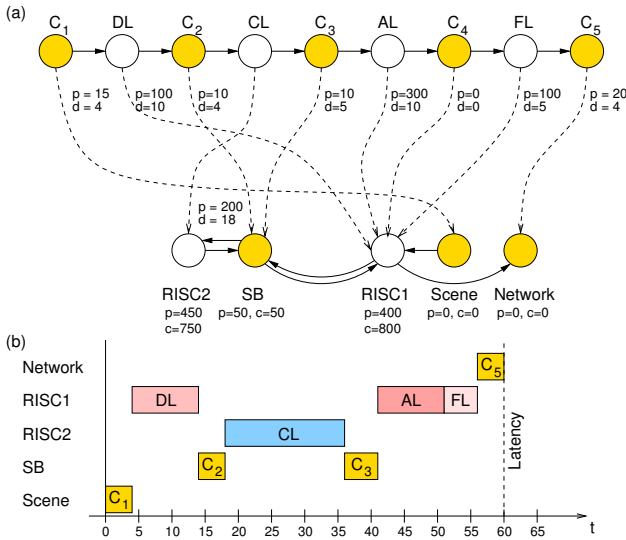 (a)
C1 DL C2 CL C3 AL C4 FL C5
p = 15 p=100 p=10 p=10 p=300 p=0 p=100 p= 20
d = 4 d=10 d=4 d=5 d=10 d=0 d=5 d = 4
p = 200
d = 18
RISC2 SB RISC1 Scene Network
p=450 p=50, c=50 p=400 p=0, c=0 p=0, c=0
c=750 c=800
(b)
Network C5
RISC1 DL AL FL
RISC2 CL
SB C2 C3
Scene C1
Latency
0 5 10 15 20 25 30 35 40 45 50 55 60 65 t